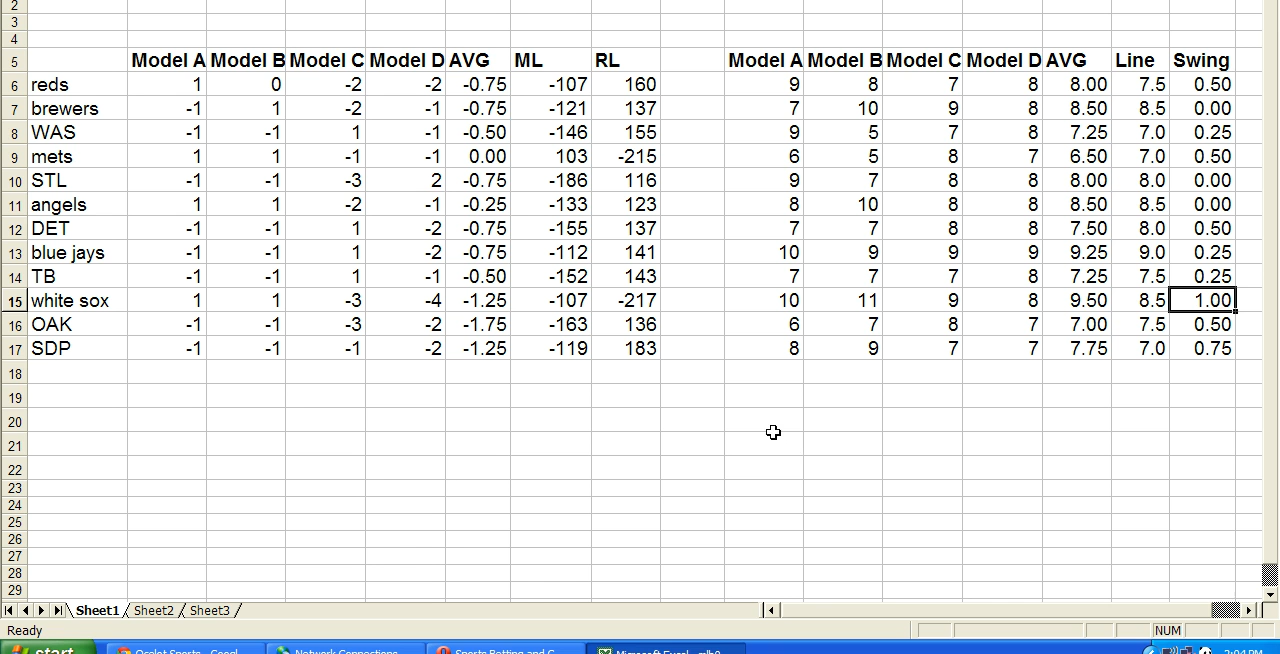 2
3
4
5 Model A Model B Model C Model D AVG ML RL Model A Model B Model C Model D AVG Line Swing
6 reds 1 0 -2 -2 -0.75 -107 160 9 8 7 8 8.00 7.5 0.50
7 brewers -1 1 -2 -1 -0.75 -121 137 7 10 9 8 8.50 8.5 0.00
8 WAS -1 -1 1 -1 -0.50 -146 155 9 5 7 8 7.25 7.0 0.25
9 mets 1 1 -1 -1 0.00 103 -215 6 5 8 7 6.50 7.0 0.50
10 STL -1 -1 -3 2 -0.75 -186 116 9 7 8 8 8.00 8.0 0.00
11 angels 1 1 -2 -1 -0.25 -133 123 8 10 8 8 8.50 8.5 0.00
12 DET -1 -1 1 -2 -0.75 -155 137 7 7 8 8 7.50 8.0 0.50
13 blue jays -1 -1 1 -2 -0.75 -112 141 10 9 9 9 9.25 9.0 0.25
14 TB -1 -1 1 -1 -0.50 -152 143 7 7 7 8 7.25 7.5 0.25
15 white sox 1 1 -3 -4 -1.25 -107 -217 10 11 9 8 9.50 8.5 1.00
16 OAK -1 -1 -3 -2 -1.75 -163 136 6 7 8 7 7.00 7.5 0.50
17 SDP -1 -1 -1 -2 -1.25 -119 183 8 9 7 7 7.75 7.0 0.75
18
19
20
21
22
23
24
25
26
27
28
29
Sheet1 Sheet2 Sheet3
Ready NUM
start Ocelot Sports - Googl Network Connections Sports Betting and C Microsoft Excel - mlb0 2:04 PM